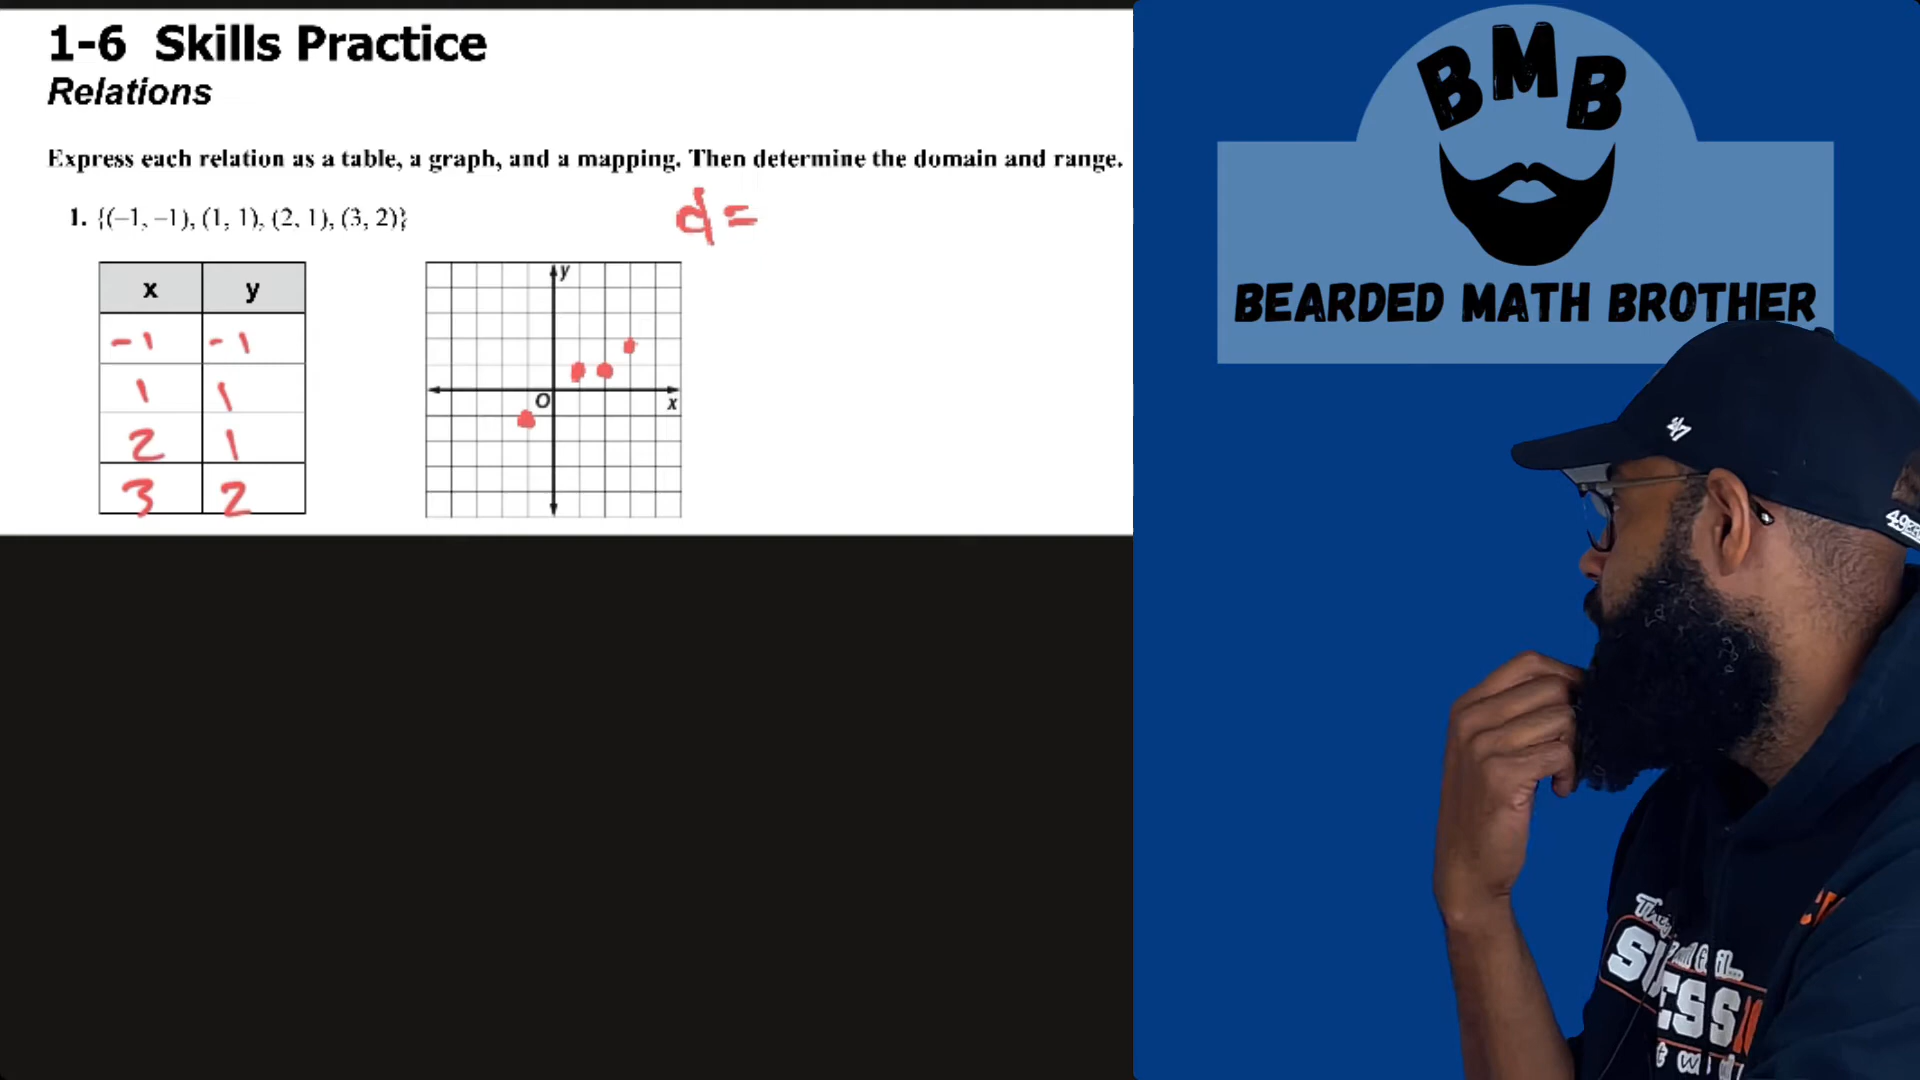 1-6 Skills Practice
Relations
Express each relation as a table, a graph, and a mapping. Then determine the domain and range.
1. {(–1, –1), (1, 1), (2, 1), (3, 2)}
d =
x y
-1 -1
1 1
2 1
3 2
y
O
x
BMB
BEARDED MATH BROTHER
47